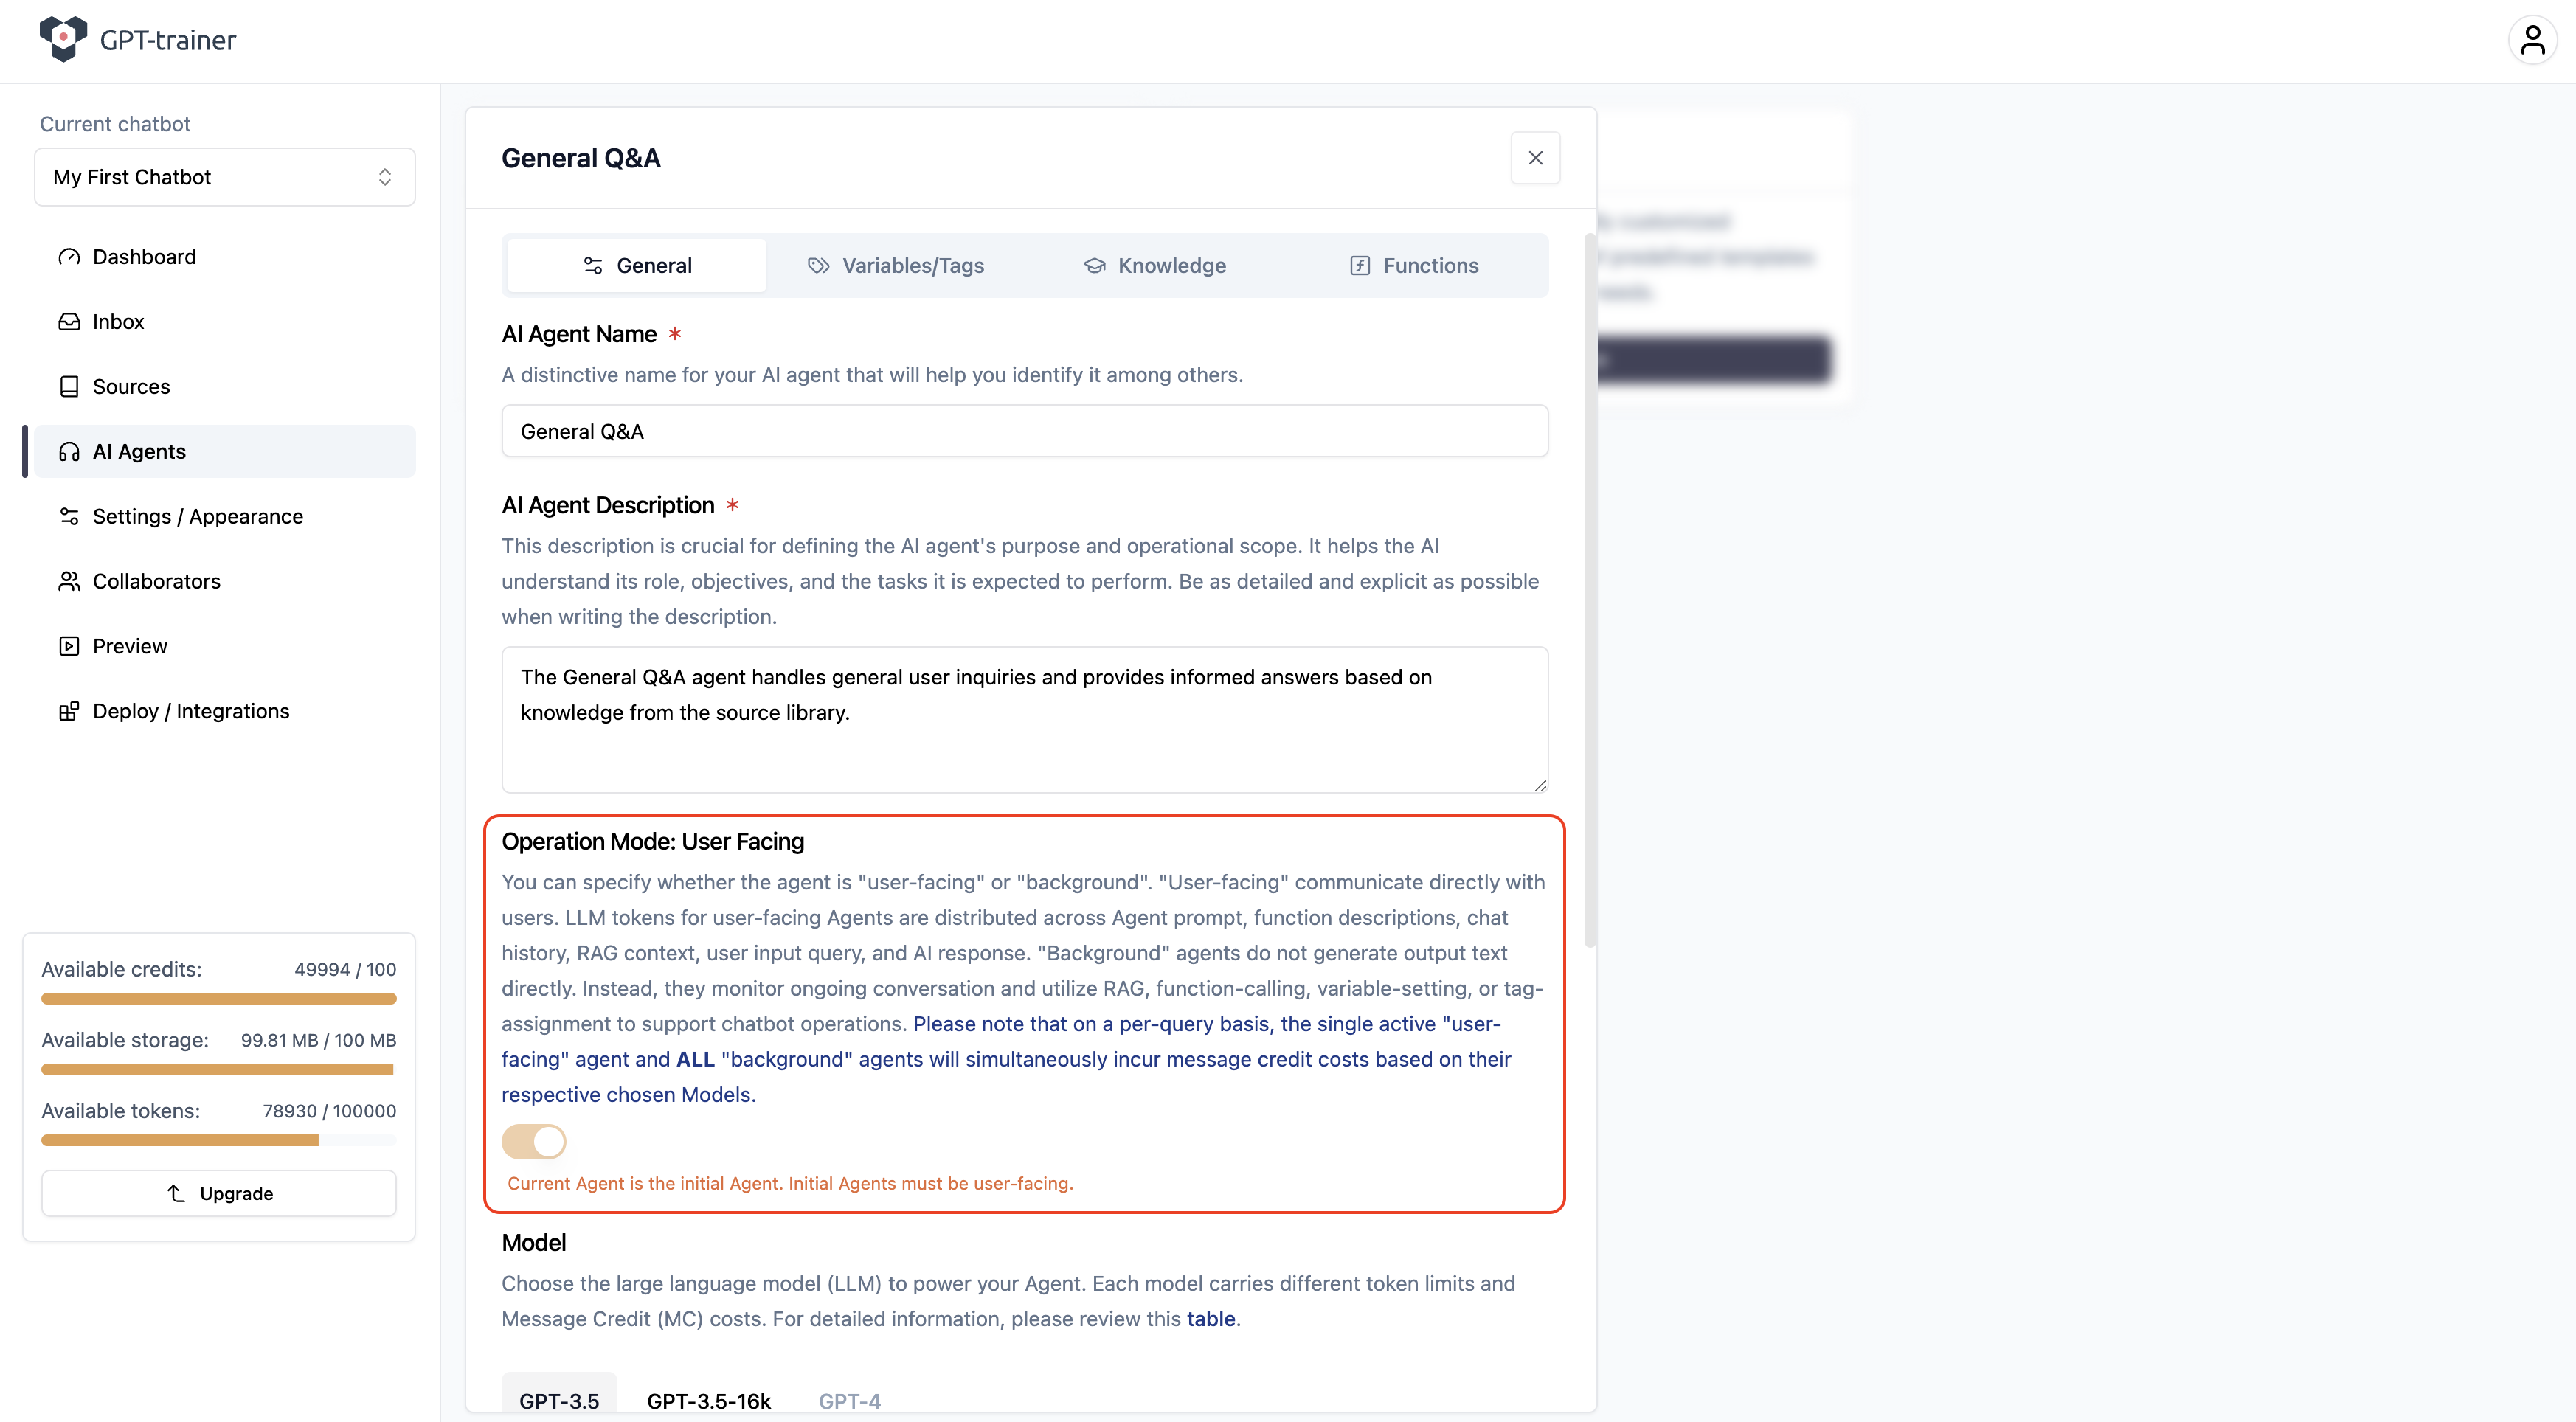 GPT-trainer
Current chatbot
My First Chatbot
Dashboard
Inbox
Sources
AI Agents
Settings / Appearance
Collaborators
Preview
Deploy / Integrations
Available credits: 49994 / 100
Available storage: 99.81 MB / 100 MB
Available tokens: 78930 / 100000
Upgrade
General Q&A
General Variables/Tags Knowledge Functions
AI Agent Name *
A distinctive name for your AI agent that will help you identify it among others.
General Q&A
AI Agent Description *
This description is crucial for defining the AI agent's purpose and operational scope. It helps the AI
understand its role, objectives, and the tasks it is expected to perform. Be as detailed and explicit as possible
when writing the description.
The General Q&A agent handles general user inquiries and provides informed answers based on
knowledge from the source library.
Operation Mode: User Facing
You can specify whether the agent is "user-facing" or "background". "User-facing" communicate directly with
users. LLM tokens for user-facing Agents are distributed across Agent prompt, function descriptions, chat
history, RAG context, user input query, and AI response. "Background" agents do not generate output text
directly. Instead, they monitor ongoing conversation and utilize RAG, function-calling, variable-setting, or tag-
assignment to support chatbot operations. Please note that on a per-query basis, the single active "user-
facing" agent and ALL "background" agents will simultaneously incur message credit costs based on their
respective chosen Models.
Current Agent is the initial Agent. Initial Agents must be user-facing.
Model
Choose the large language model (LLM) to power your Agent. Each model carries different token limits and
Message Credit (MC) costs. For detailed information, please review this table.
GPT-3.5 GPT-3.5-16k GPT-4
customized
predefined templates